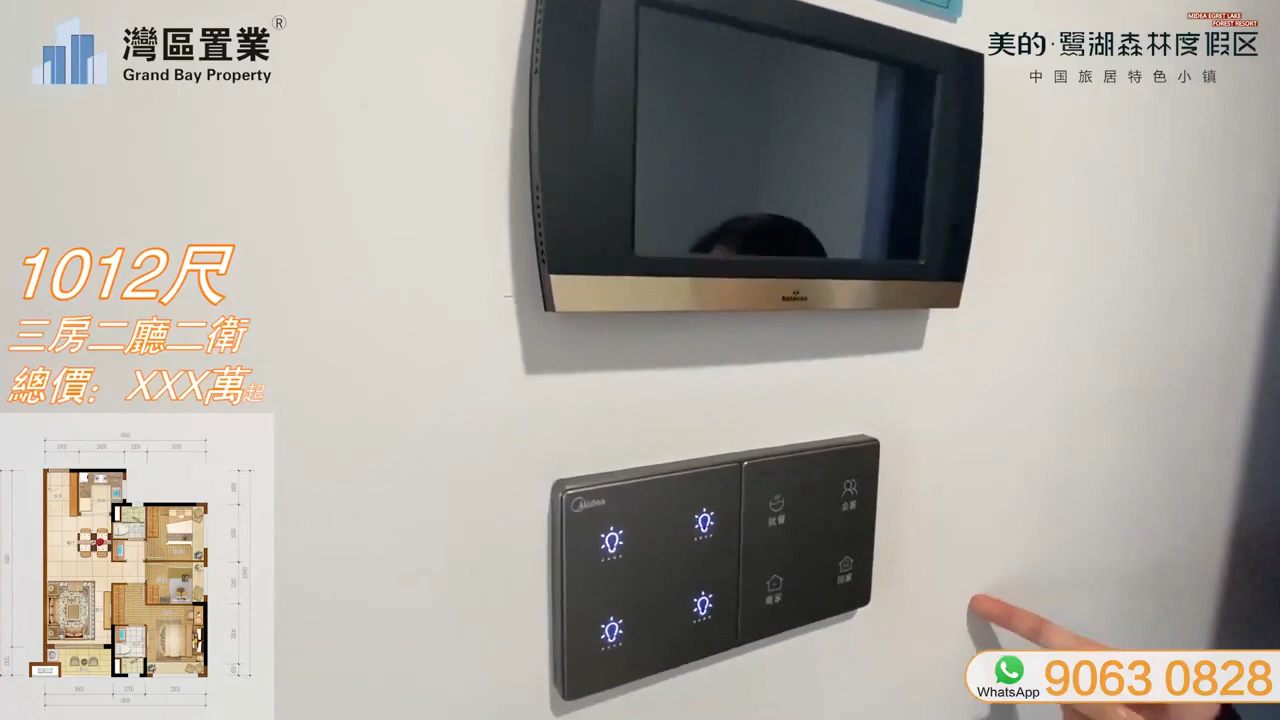 灣區置業®
Grand Bay Property
MIDEA EGRET LAKE
FOREST RESORT
美的·鹭湖森林度假区
中国旅居特色小镇
1012尺
三房二廳二衛
總價：XXX萬起
Midea
就餐
会客
离家
回家
WhatsApp
9063 0828